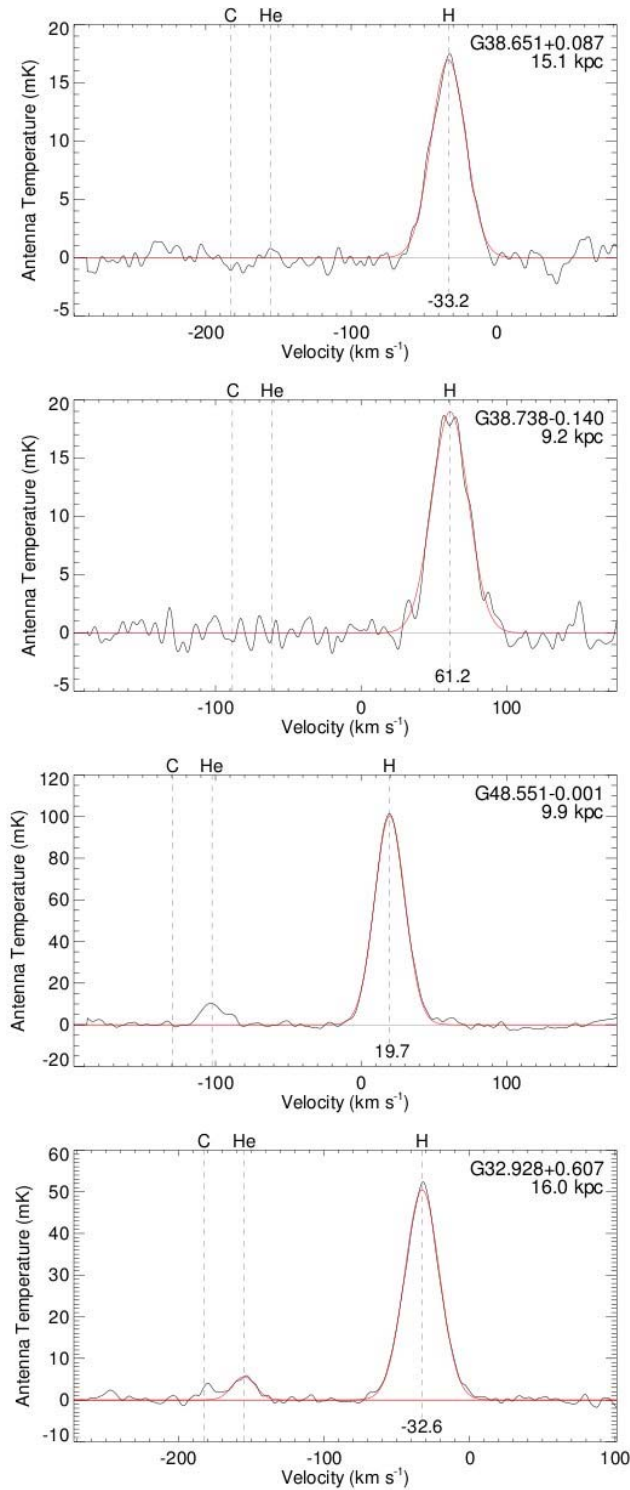 C He H
20
G38.651+0.087
15.1 kpc
15
10
5
0
-5
-33.2
-200 -100 0
Velocity (km s-1)
Antenna Temperature (mK)
C He H
20
G38.738-0.140
9.2 kpc
15
10
5
0
-5
61.2
-100 0 100
Velocity (km s-1)
Antenna Temperature (mK)
C He H
120
G48.551-0.001
9.9 kpc
100
80
60
40
20
0
-20
19.7
-100 0 100
Velocity (km s-1)
Antenna Temperature (mK)
C He H
60
G32.928+0.607
16.0 kpc
50
40
30
20
10
0
-10
-32.6
-200 -100 0 100
Velocity (km s-1)
Antenna Temperature (mK)